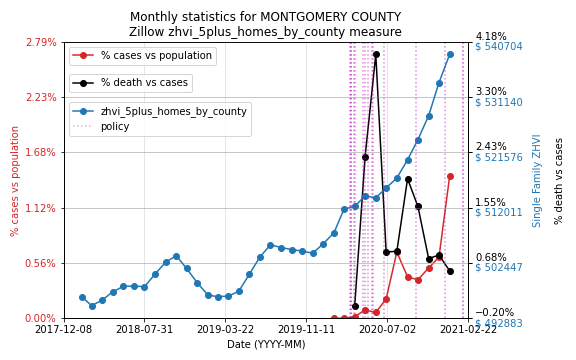 Monthly statistics for MONTGOMERY COUNTY
Zillow zhvi_5plus_homes_by_county measure
2.79%
2.23%
1.68%
1.12%
0.56%
0.00%
% cases vs population
% cases vs population
% death vs cases
zhvi_5plus_homes_by_county
policy
4.18%
$ 540704
3.30%
$ 531140
2.43%
$ 521576
1.55%
$ 512011
0.68%
$ 502447
−0.20%
$ 492883
Single Family ZHVI
% death vs cases
2017-12-08
2018-07-31
2019-03-22
2019-11-11
2020-07-02
2021-02-22
Date (YYYY-MM)